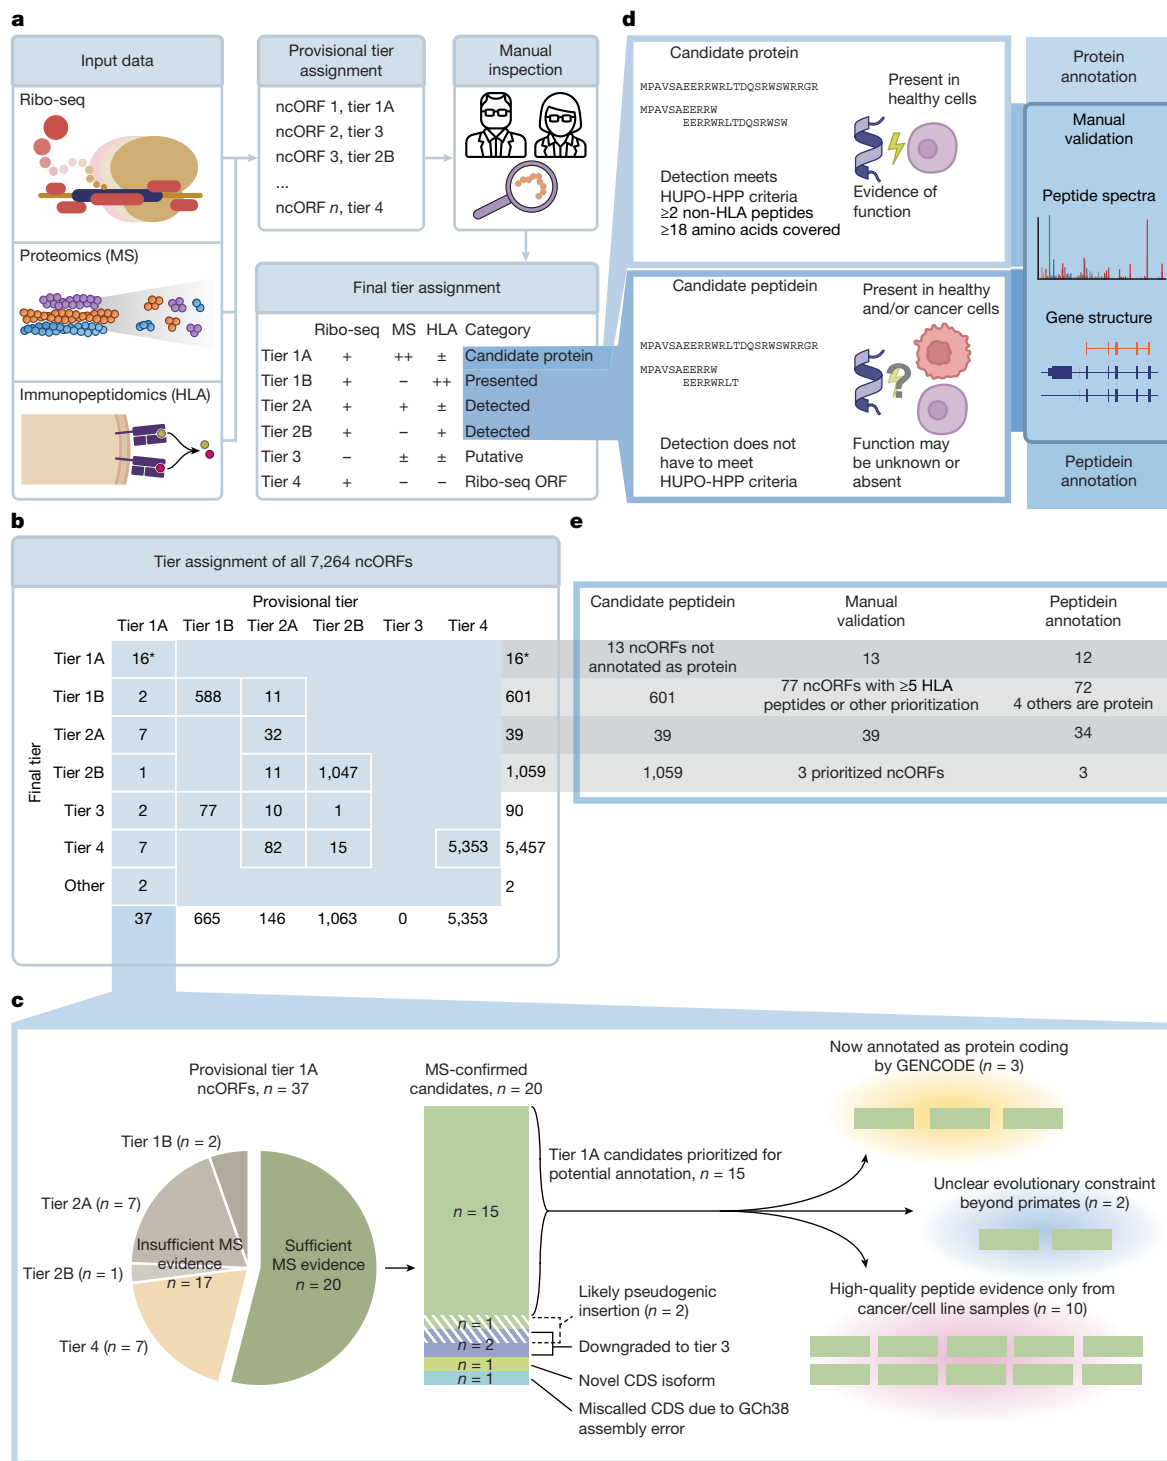 a
Input data
Ribo-seq
Proteomics (MS)
Immunopeptidomics (HLA)
Provisional tier
assignment
ncORF 1, tier 1A
ncORF 2, tier 3
ncORF 3, tier 2B
...
ncORF n, tier 4
Manual
inspection
Final tier assignment
Ribo-seq MS HLA Category
Tier 1A + ++ ± Candidate protein
Tier 1B + − ++ Presented
Tier 2A + + ± Detected
Tier 2B + − + Detected
Tier 3 − ± ± Putative
Tier 4 + − − Ribo-seq ORF
d
Candidate protein
MPAVSAEERRWRLTDQSRWSWRRGR
MPAVSAEERRW
EERRWRLTDQSRWSW
Detection meets
HUPO-HPP criteria
≥2 non-HLA peptides
≥18 amino acids covered
Present in
healthy cells
Evidence of
function
Candidate peptidein
MPAVSAEERRWRLTDQSRWSWRRGR
MPAVSAEERRW
EERRWRLT
Detection does not
have to meet
HUPO-HPP criteria
Present in healthy
and/or cancer cells
?
Function may
be unknown or
absent
Protein
annotation
Manual
validation
Peptide spectra
Gene structure
Peptidein
annotation
b
Tier assignment of all 7,264 ncORFs
Provisional tier
Tier 1A Tier 1B Tier 2A Tier 2B Tier 3 Tier 4
Final tier
Tier 1A 16* 16*
Tier 1B 2 588 11 601
Tier 2A 7 32 39
Tier 2B 1 11 1,047 1,059
Tier 3 2 77 10 1 90
Tier 4 7 82 15 5,353 5,457
Other 2 2
37 665 146 1,063 0 5,353
e
Candidate peptidein
Manual
validation
Peptidein
annotation
13 ncORFs not
annotated as protein
13
12
601
77 ncORFs with ≥5 HLA
peptides or other prioritization
72
4 others are protein
39 39 34
1,059 3 prioritized ncORFs 3
c
Provisional tier 1A
ncORFs, n = 37
Tier 1B (n = 2)
Tier 2A (n = 7)
Tier 2B (n = 1)
Tier 4 (n = 7)
Insufficient MS
evidence
n = 17
Sufficient
MS evidence
n = 20
MS-confirmed
candidates, n = 20
n = 15
n = 1
n = 2
n = 1
n = 1
Tier 1A candidates prioritized for
potential annotation, n = 15
Likely pseudogenic
insertion (n = 2)
Downgraded to tier 3
Novel CDS isoform
Miscalled CDS due to GCh38
assembly error
Now annotated as protein coding
by GENCODE (n = 3)
Unclear evolutionary constraint
beyond primates (n = 2)
High-quality peptide evidence only from
cancer/cell line samples (n = 10)